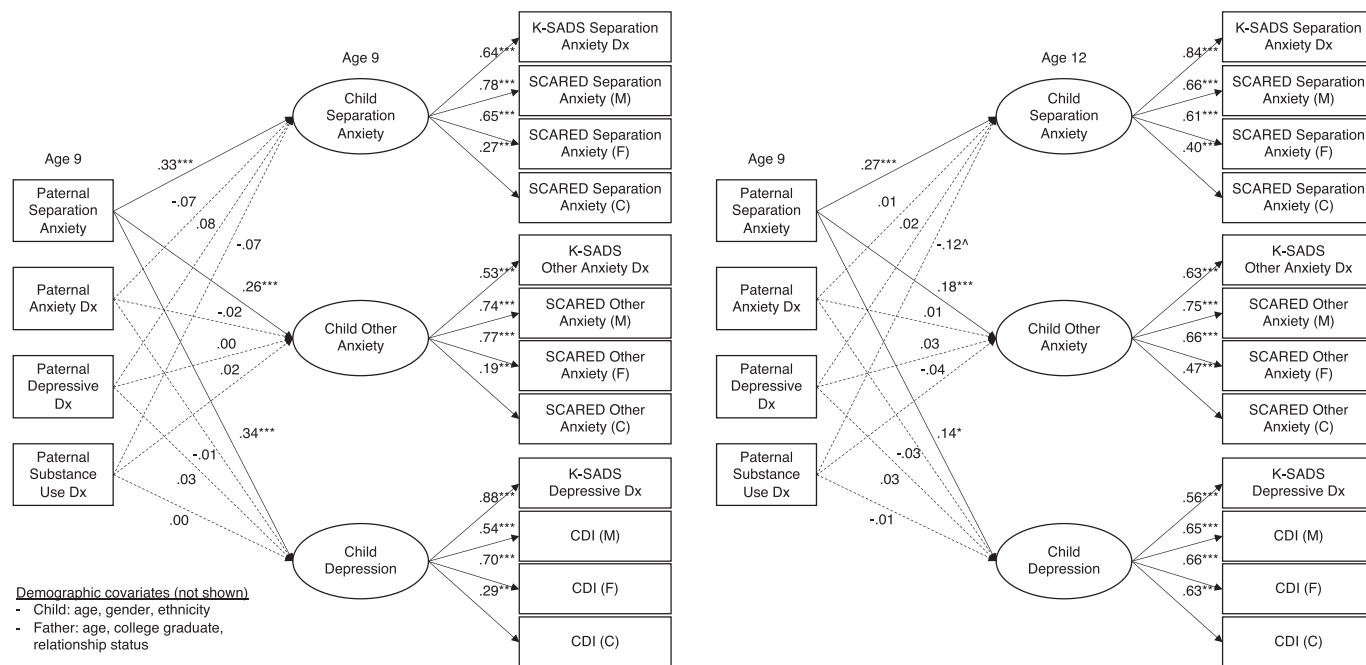 Age 9
Paternal
Separation
Anxiety
Paternal
Anxiety Dx
Paternal
Depressive
Dx
Paternal
Substance
Use Dx
.33***
-.07
.08
-.07
.26***
-.02
.00
.02
.34***
-.01
.03
.00
Age 9
Child
Separation
Anxiety
Child Other
Anxiety
Child
Depression
.64***
.78***
.65***
.27***
K-SADS Separation
Anxiety Dx
SCARED Separation
Anxiety (M)
SCARED Separation
Anxiety (F)
SCARED Separation
Anxiety (C)
.53***
.74***
.77***
.19**
K-SADS
Other Anxiety Dx
SCARED Other
Anxiety (M)
SCARED Other
Anxiety (F)
SCARED Other
Anxiety (C)
.88***
.54***
.70***
.29***
K-SADS
Depressive Dx
CDI (M)
CDI (F)
CDI (C)
Demographic covariates (not shown)
- Child: age, gender, ethnicity
- Father: age, college graduate,
relationship status
Age 9
Paternal
Separation
Anxiety
Paternal
Anxiety Dx
Paternal
Depressive
Dx
Paternal
Substance
Use Dx
.27***
.01
.02
-.12^
.18***
.01
.03
-.04
.14*
-.03
.03
-.01
Age 12
Child
Separation
Anxiety
Child Other
Anxiety
Child
Depression
.84***
.66***
.61***
.40***
K-SADS Separation
Anxiety Dx
SCARED Separation
Anxiety (M)
SCARED Separation
Anxiety (F)
SCARED Separation
Anxiety (C)
.63***
.75***
.66***
.47***
K-SADS
Other Anxiety Dx
SCARED Other
Anxiety (M)
SCARED Other
Anxiety (F)
SCARED Other
Anxiety (C)
.56***
.65***
.66***
.63***
K-SADS
Depressive Dx
CDI (M)
CDI (F)
CDI (C)